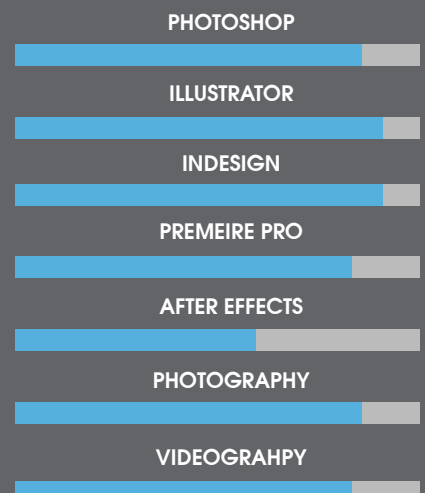 PHOTOSHOP
ILLUSTRATOR
INDESIGN
PREMEIRE PRO
AFTER EFFECTS
PHOTOGRAPHY
VIDEOGRAHPY